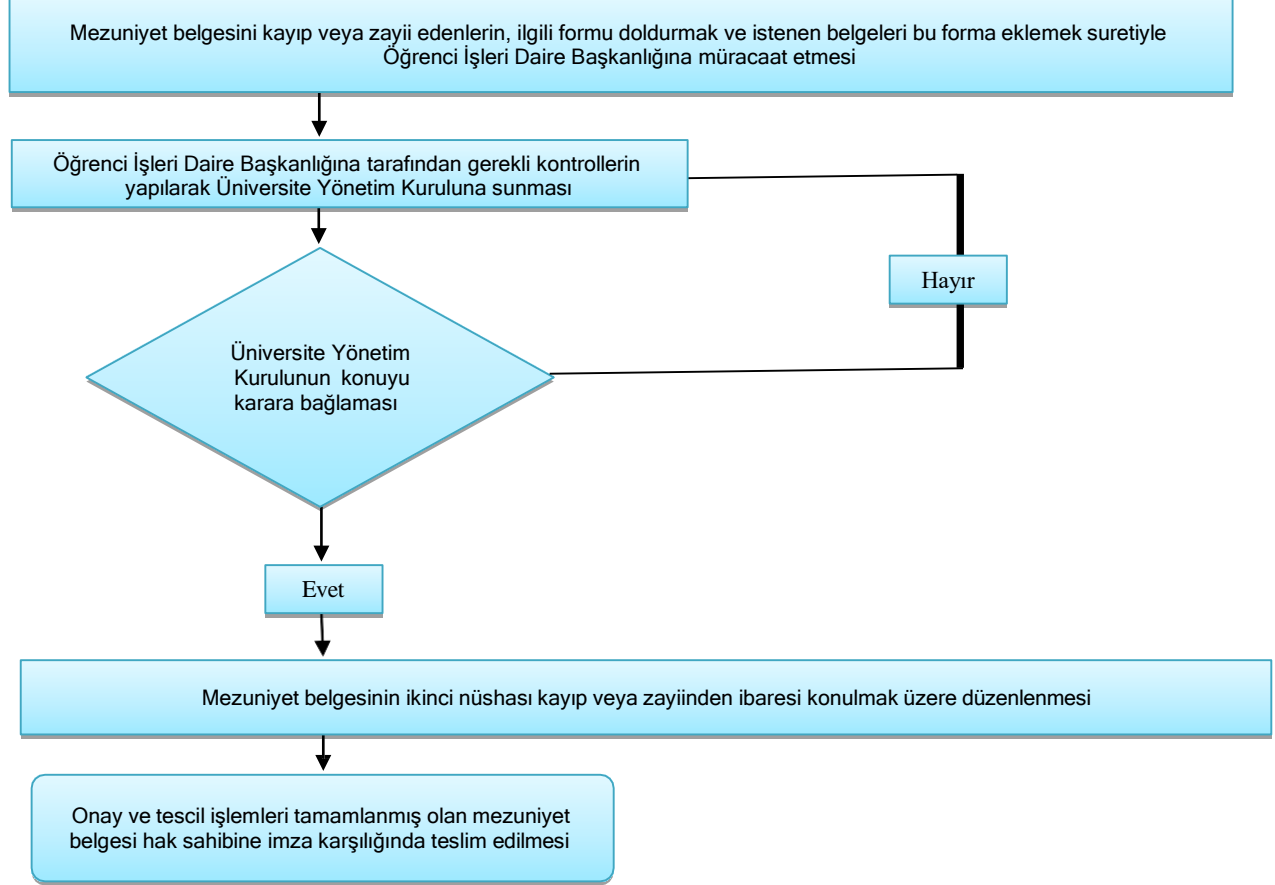 Mezuniyet belgesini kayıp veya zayii edenlerin, ilgili formu doldurmak ve istenen belgeleri bu forma eklemek suretiyle
Öğrenci İşleri Daire Başkanlığına müracaat etmesi
Öğrenci İşleri Daire Başkanlığına tarafından gerekli kontrollerin
yapılarak Üniversite Yönetim Kuruluna sunması
Hayır
Üniversite Yönetim
Kurulunun konuyu
karara bağlaması
Evet
Mezuniyet belgesinin ikinci nüshası kayıp veya zayiinden ibaresi konulmak üzere düzenlenmesi
Onay ve tescil işlemleri tamamlanmış olan mezuniyet
belgesi hak sahibine imza karşılığında teslim edilmesi